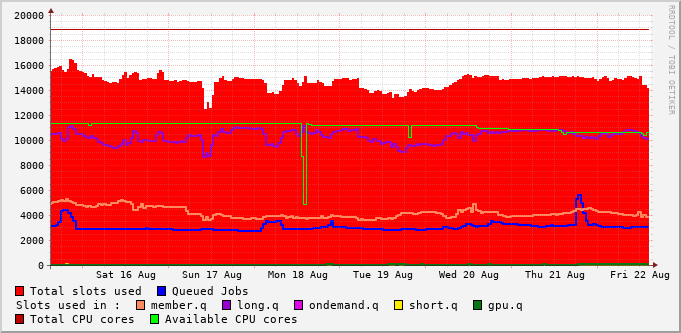 20000
18000
16000
14000
12000
10000
8000
6000
4000
2000
0
Sat 16 Aug Sun 17 Aug Mon 18 Aug Tue 19 Aug Wed 20 Aug Thu 21 Aug Fri 22 Aug
Total slots used Queued Jobs
Slots used in : member.q long.q ondemand.q short.q gpu.q
Total CPU cores Available CPU cores
RRDTOOL / TOBI OETIKER